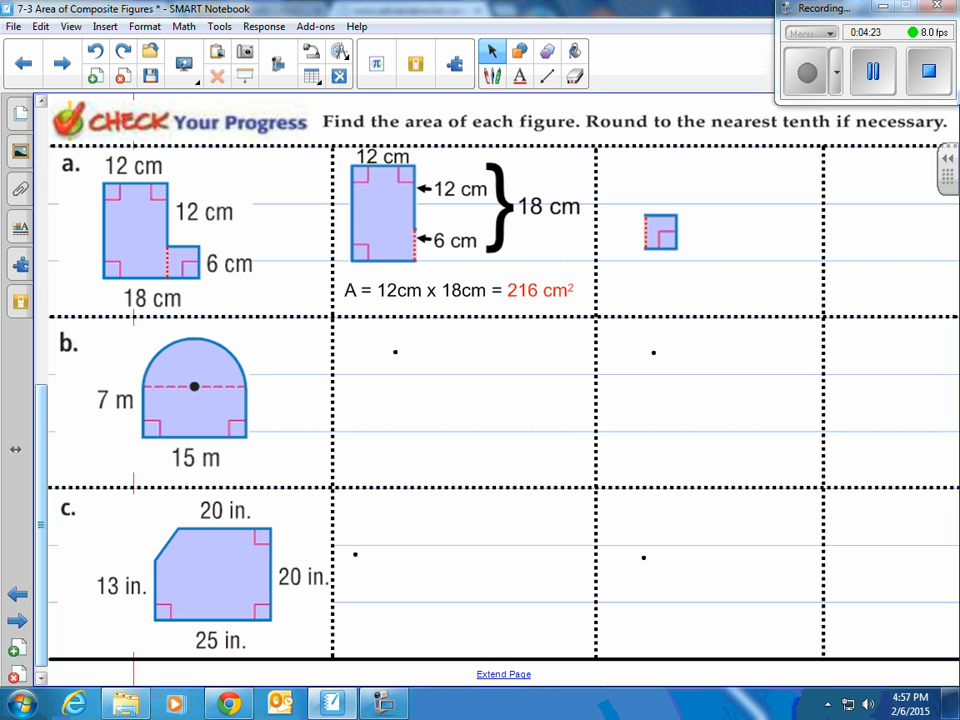 7-3 Area of Composite Figures * - SMART Notebook
Recording...
File Edit View Insert Format Math Tools Response Addons Help
Menu
0:04:23
8.0 fps
CHECK Your Progress Find the area of each figure. Round to the nearest tenth if necessary.
a.
12 cm
12 cm
6 cm
18 cm
12 cm
12 cm
6 cm
18 cm
A = 12cm x 18cm = 216 cm²
b.
7 m
15 m
c.
20 in.
13 in.
20 in.
25 in.
Extend Page
4:57 PM
2/6/2015